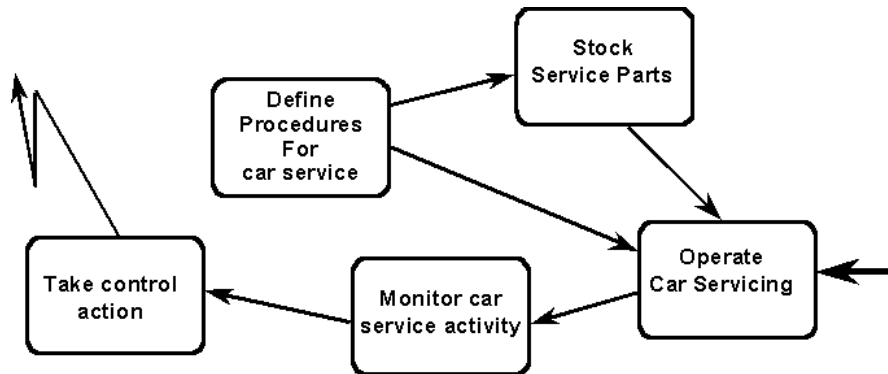 Stock
Service Parts
Define
Procedures
For
car service
Operate
Car Servicing
Take control
action
Monitor car
service activity